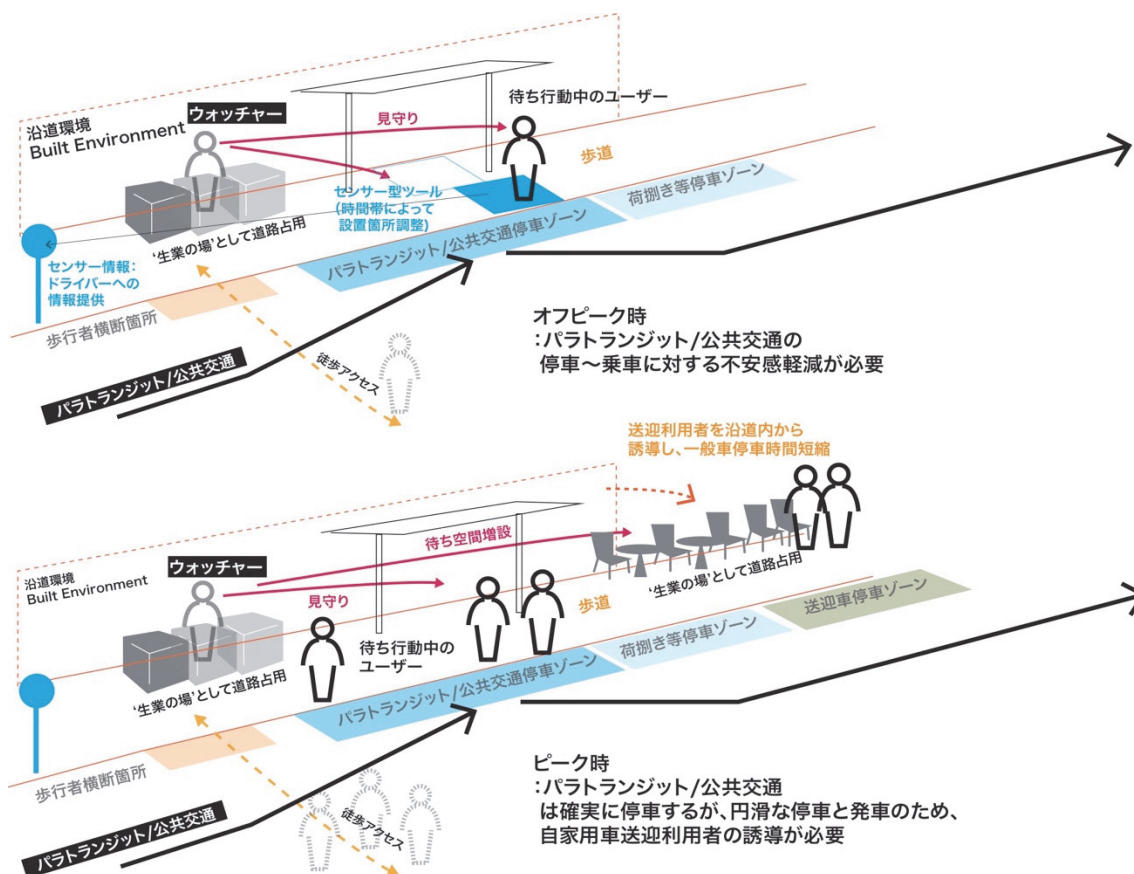 待ち行動中のユーザー
ウォッチャー
見守り
沿道環境
Built Environment
歩道
荷捌き等停車ゾーン
センサー型ツール
(時間帯によって
設置箇所調整)
'生業の場'として道路占用
パラトランジット/公共交通停車ゾーン
センサー情報:
ドライバーへの
情報提供
歩行者横断箇所
オフピーク時
:パラトランジット/公共交通の
停車〜乗車に対する不安感軽減が必要
徒歩アクセス
パラトランジット/公共交通
送迎利用者を沿道内から
誘導し、一般車停車時間短縮
待ち空間増設
ウォッチャー
沿道環境
Built Environment
見守り
'生業の場'として道路占用
歩道
送迎車停車ゾーン
待ち行動中の
ユーザー
荷捌き等停車ゾーン
'生業の場'として道路占用
パラトランジット/公共交通停車ゾーン
歩行者横断箇所
ピーク時
:パラトランジット/公共交通
は確実に停車するが、円滑な停車と発車のため、
自家用車送迎利用者の誘導が必要
徒歩アクセス
パラトランジット/公共交通